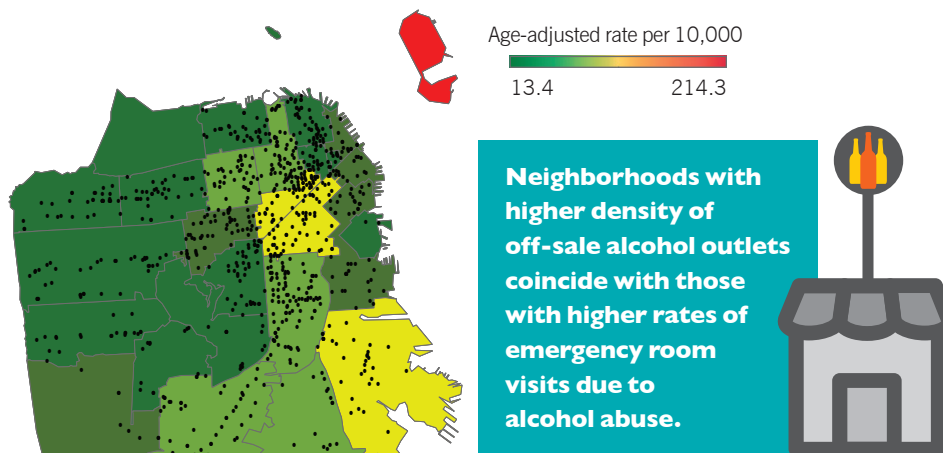 Age-adjusted rate per 10,000
13.4 214.3
Neighborhoods with
higher density of
off-sale alcohol outlets
coincide with those
with higher rates of
emergency room
visits due to
alcohol abuse.